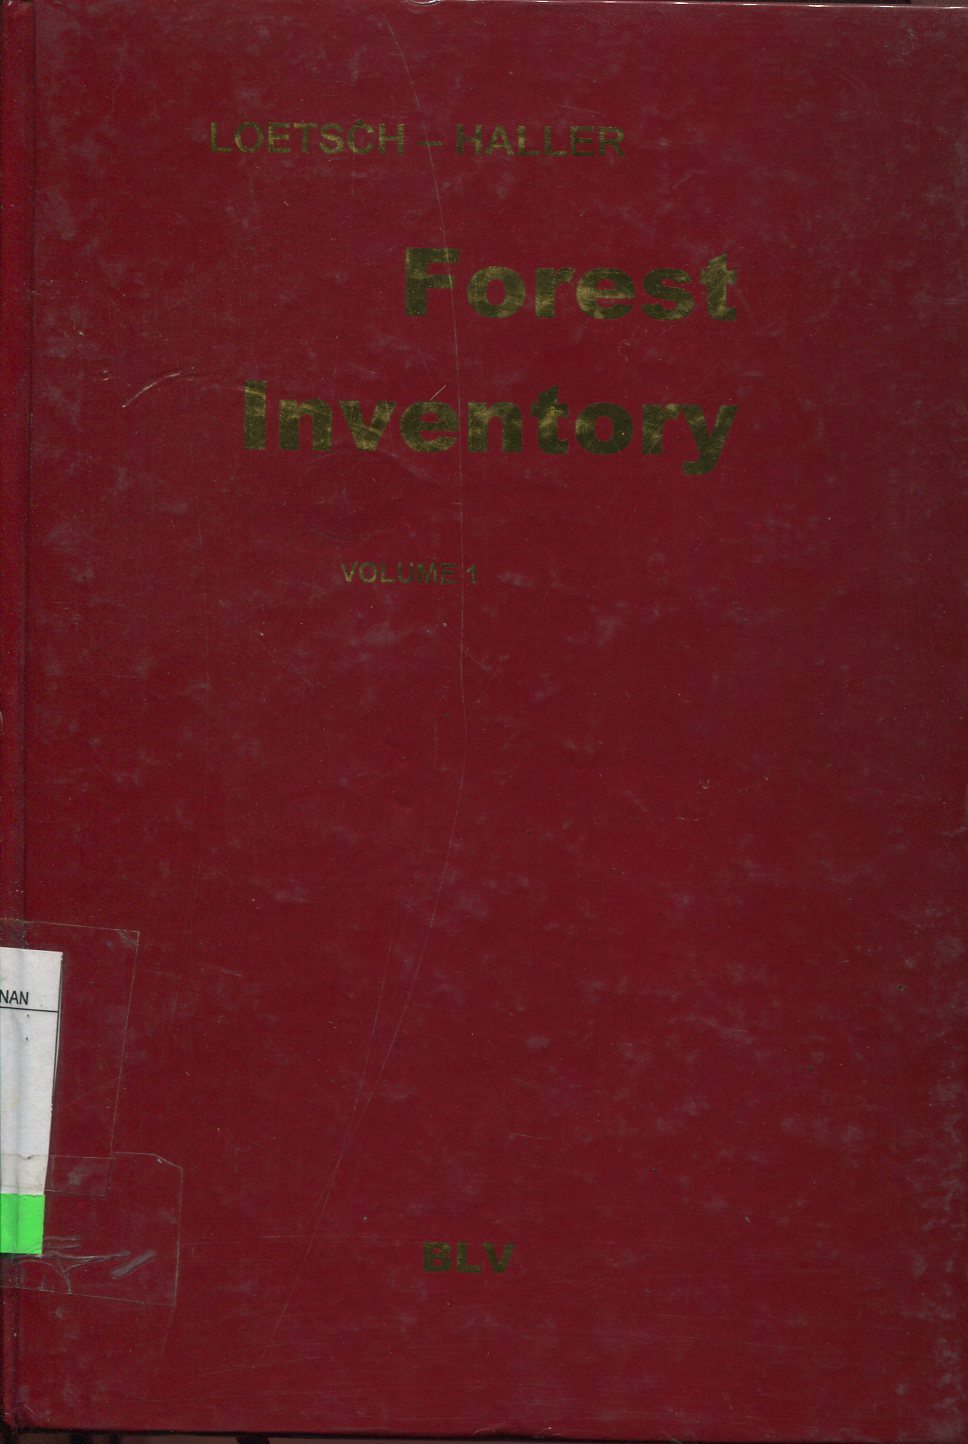 LOETSCH – HALLER
Forest
Inventory
VOLUME 1
NAN
BLV